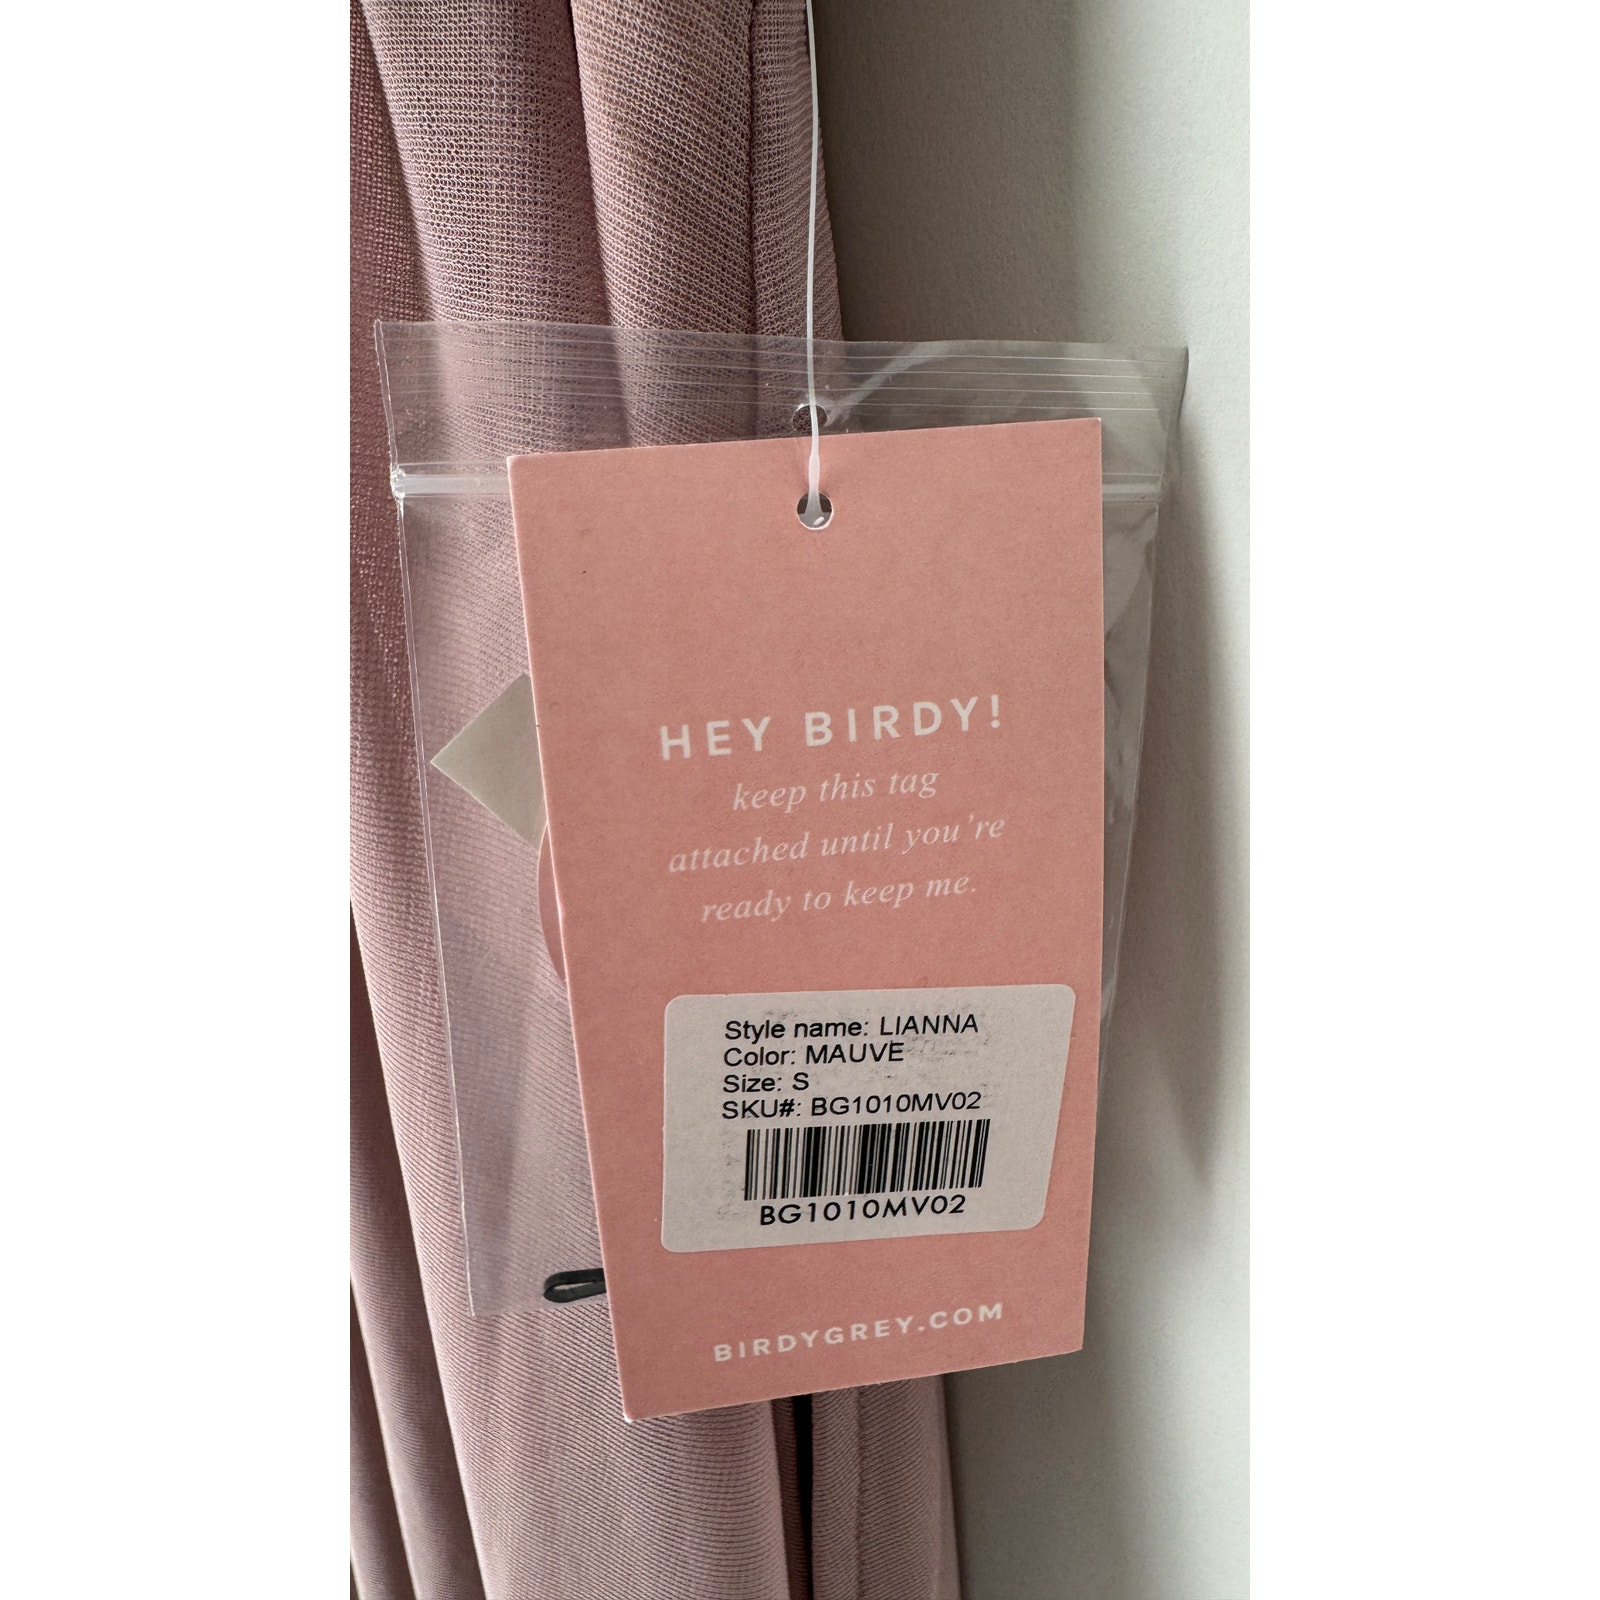 HEY BIRDY!
keep this tag
attached until you're
ready to keep me.
Style name: LIANNA
Color: MAUVE
Size: S
SKU#: BG1010MV02
BG1010MV02
BIRDYGREY.COM